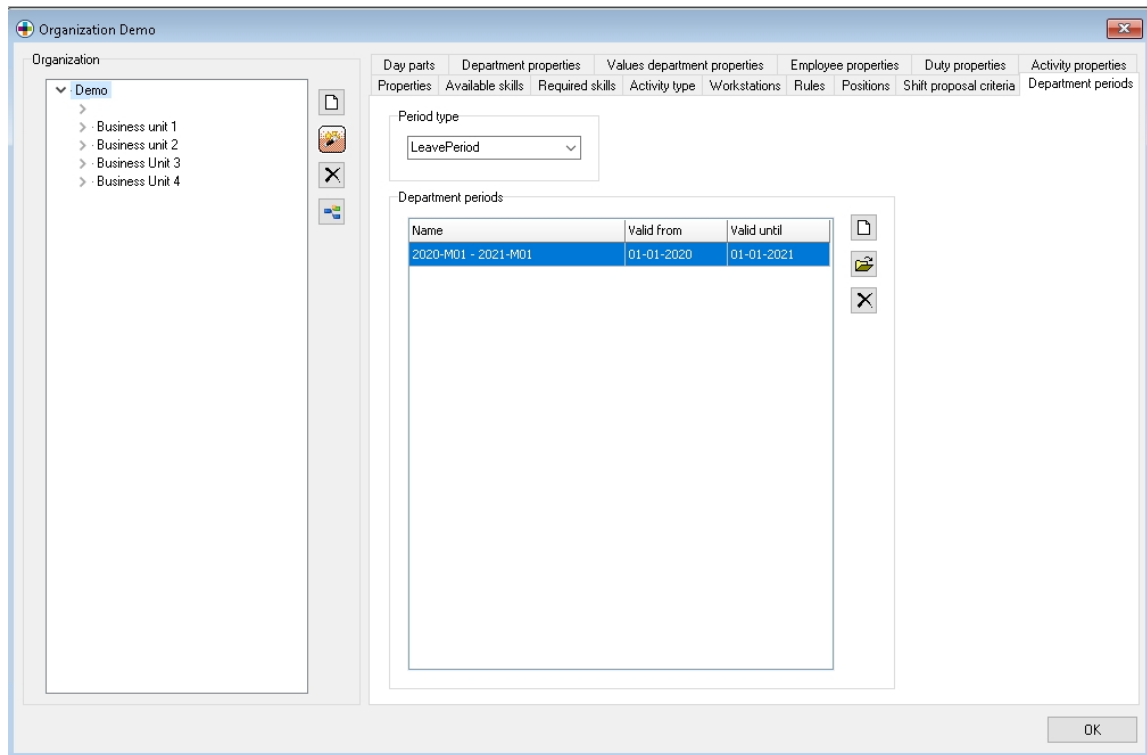 Organization Demo
Organization
Demo
Business unit 1
Business unit 2
Business Unit 3
Business Unit 4
Day parts Department properties Values department properties Employee properties Duty properties Activity properties
Properties Available skills Required skills Activity type Workstations Rules Positions Shift proposal criteria Department periods
Period type
LeavePeriod
Department periods
Name Valid from Valid until
2020-M01 - 2021-M01 01-01-2020 01-01-2021
OK